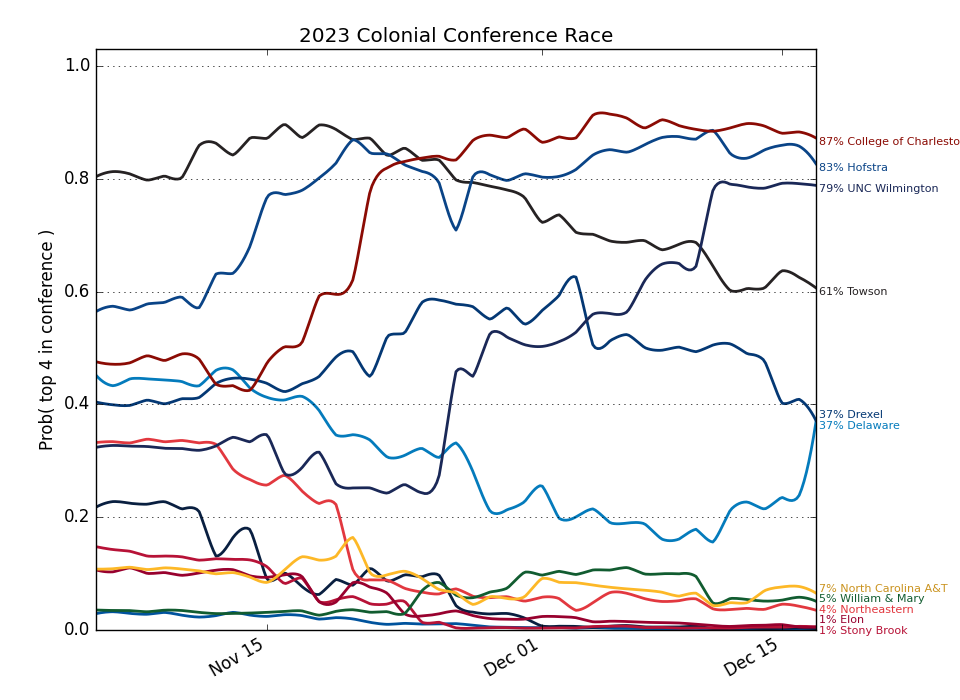 2023 Colonial Conference Race
Prob( top 4 in conference )
1.0
0.8
0.6
0.4
0.2
0.0
Nov 15
Dec 01
Dec 15
87% College of Charlesto
83% Hofstra
79% UNC Wilmington
61% Towson
37% Drexel
37% Delaware
7% North Carolina A&T
5% William & Mary
4% Northeastern
1% Elon
1% Stony Brook